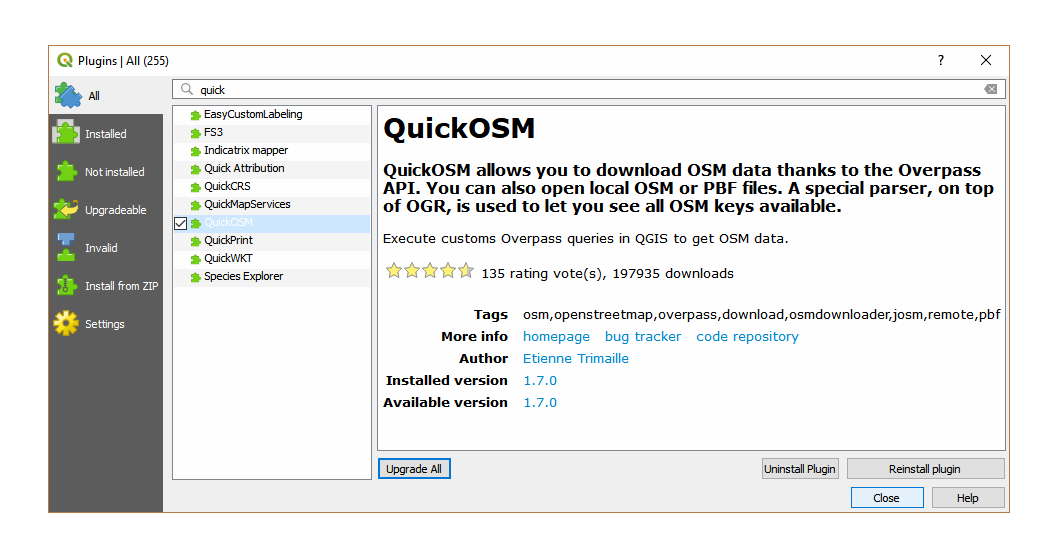 Plugins | All (255)
?
All
Installed
Not installed
Upgradeable
Invalid
Install from ZIP
Settings
quick
EasyCustomLabeling
FS3
Indicatrix mapper
Quick Attribution
QuickCRS
QuickMapServices
QuickOSM
QuickPrint
QuickWKT
Species Explorer
QuickOSM
QuickOSM allows you to download OSM data thanks to the Overpass
API. You can also open local OSM or PBF files. A special parser, on top
of OGR, is used to let you see all OSM keys available.
Execute customs Overpass queries in QGIS to get OSM data.
135 rating vote(s), 197935 downloads
Tags osm,openstreetmap,overpass,download,osmdownloader,josm,remote,pbf
More info homepage bug tracker code repository
Author Etienne Trimaille
Installed version 1.7.0
Available version 1.7.0
Upgrade All Uninstall Plugin Reinstall plugin
Close Help